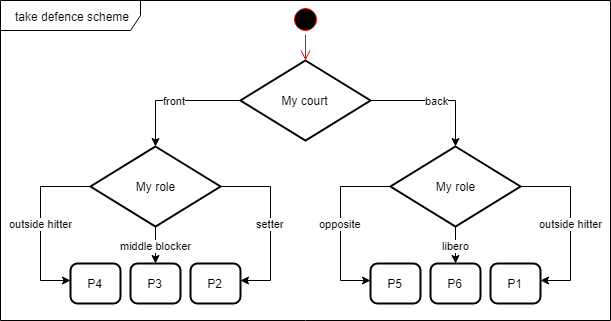 take defence scheme
My court
front
back
My role
My role
outside hitter
setter
opposite
outside hitter
middle blocker
libero
P4
P3
P2
P5
P6
P1